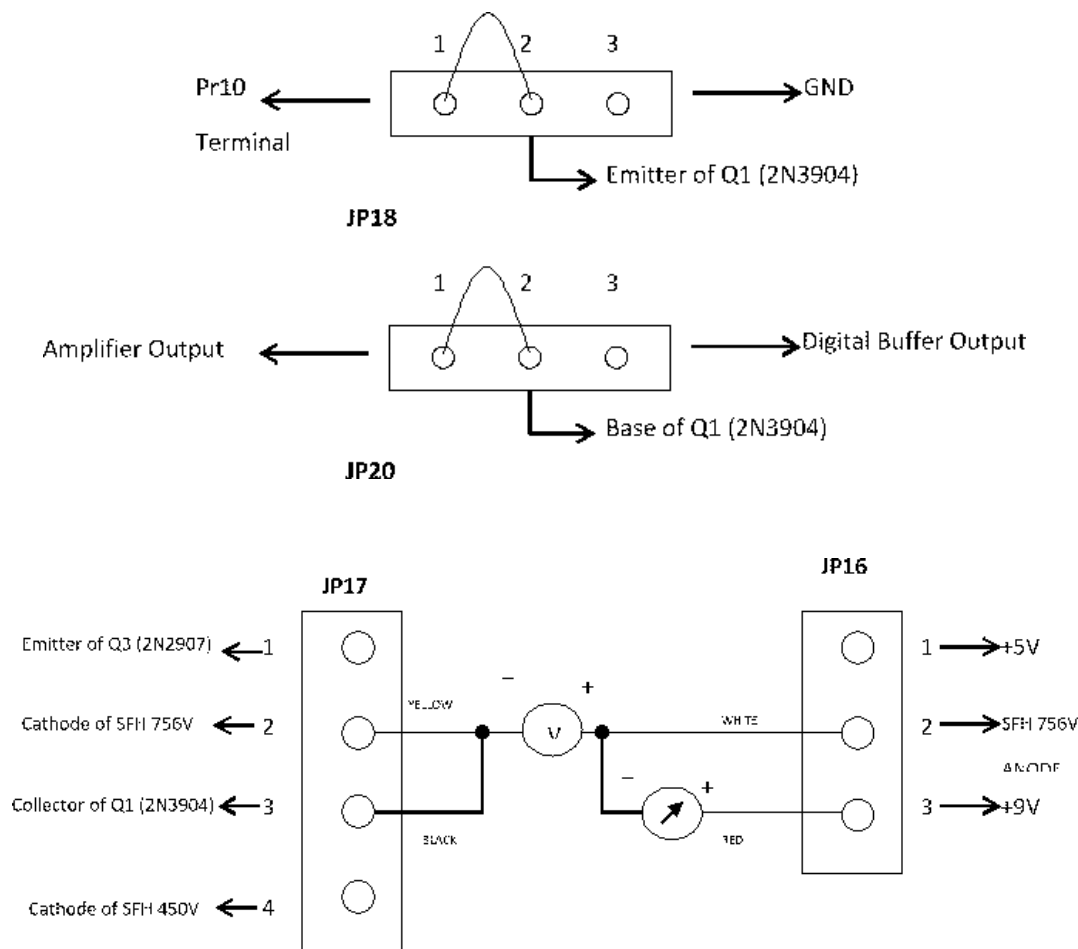 1 2 3
Pr10
Terminal
GND
Emitter of Q1 (2N3904)
JP18
1 2 3
Amplifier Output
Digital Buffer Output
Base of Q1 (2N3904)
JP20
JP17
JP16
Emitter of Q3 (2N2907) 1
1 +5V
− +
YELLOW
WHITE
Cathode of SFH 756V 2
V
2 SFH 756V
ANODE
− +
Collector of Q1 (2N3904) 3
3 +9V
BLACK
RED
Cathode of SFH 450V 4